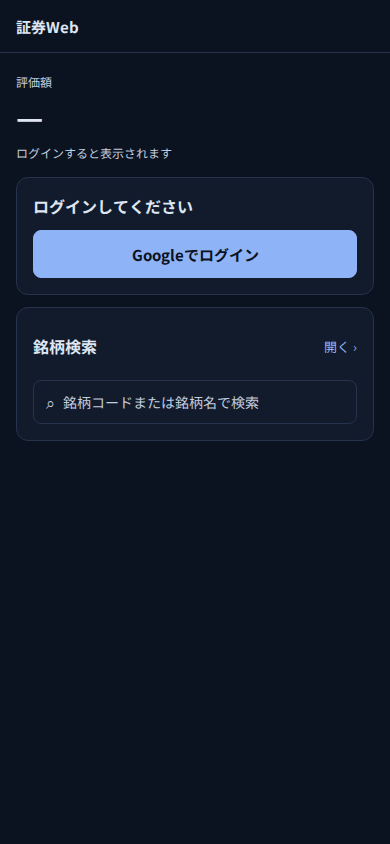 証券Web
評価額
—
ログインすると表示されます
ログインしてください
Googleでログイン
銘柄検索
開く ›
⌕ 銘柄コードまたは銘柄名で検索